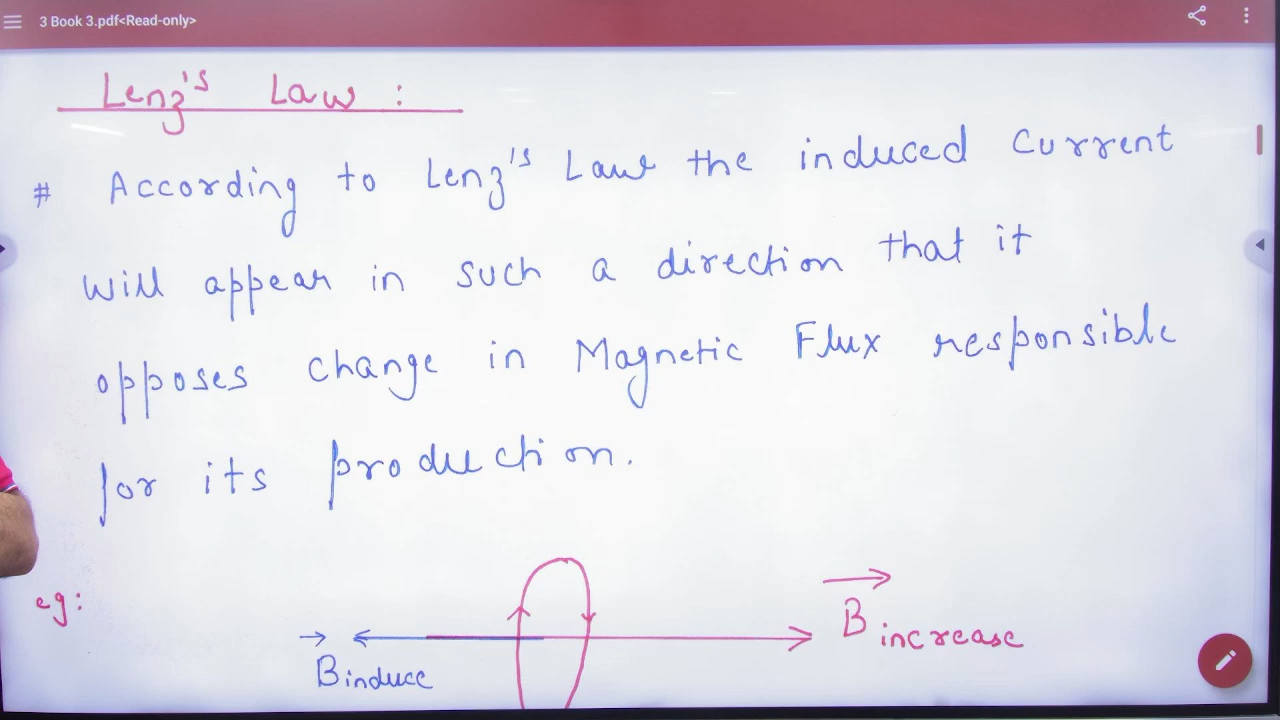 3 Book 3.pdf<Read-only>
Lenz's Law :
# According to Lenz's Law the induced Current
will appear in such a direction that it
opposes change in Magnetic Flux responsible
for its production.
eg:
B increase
B induce